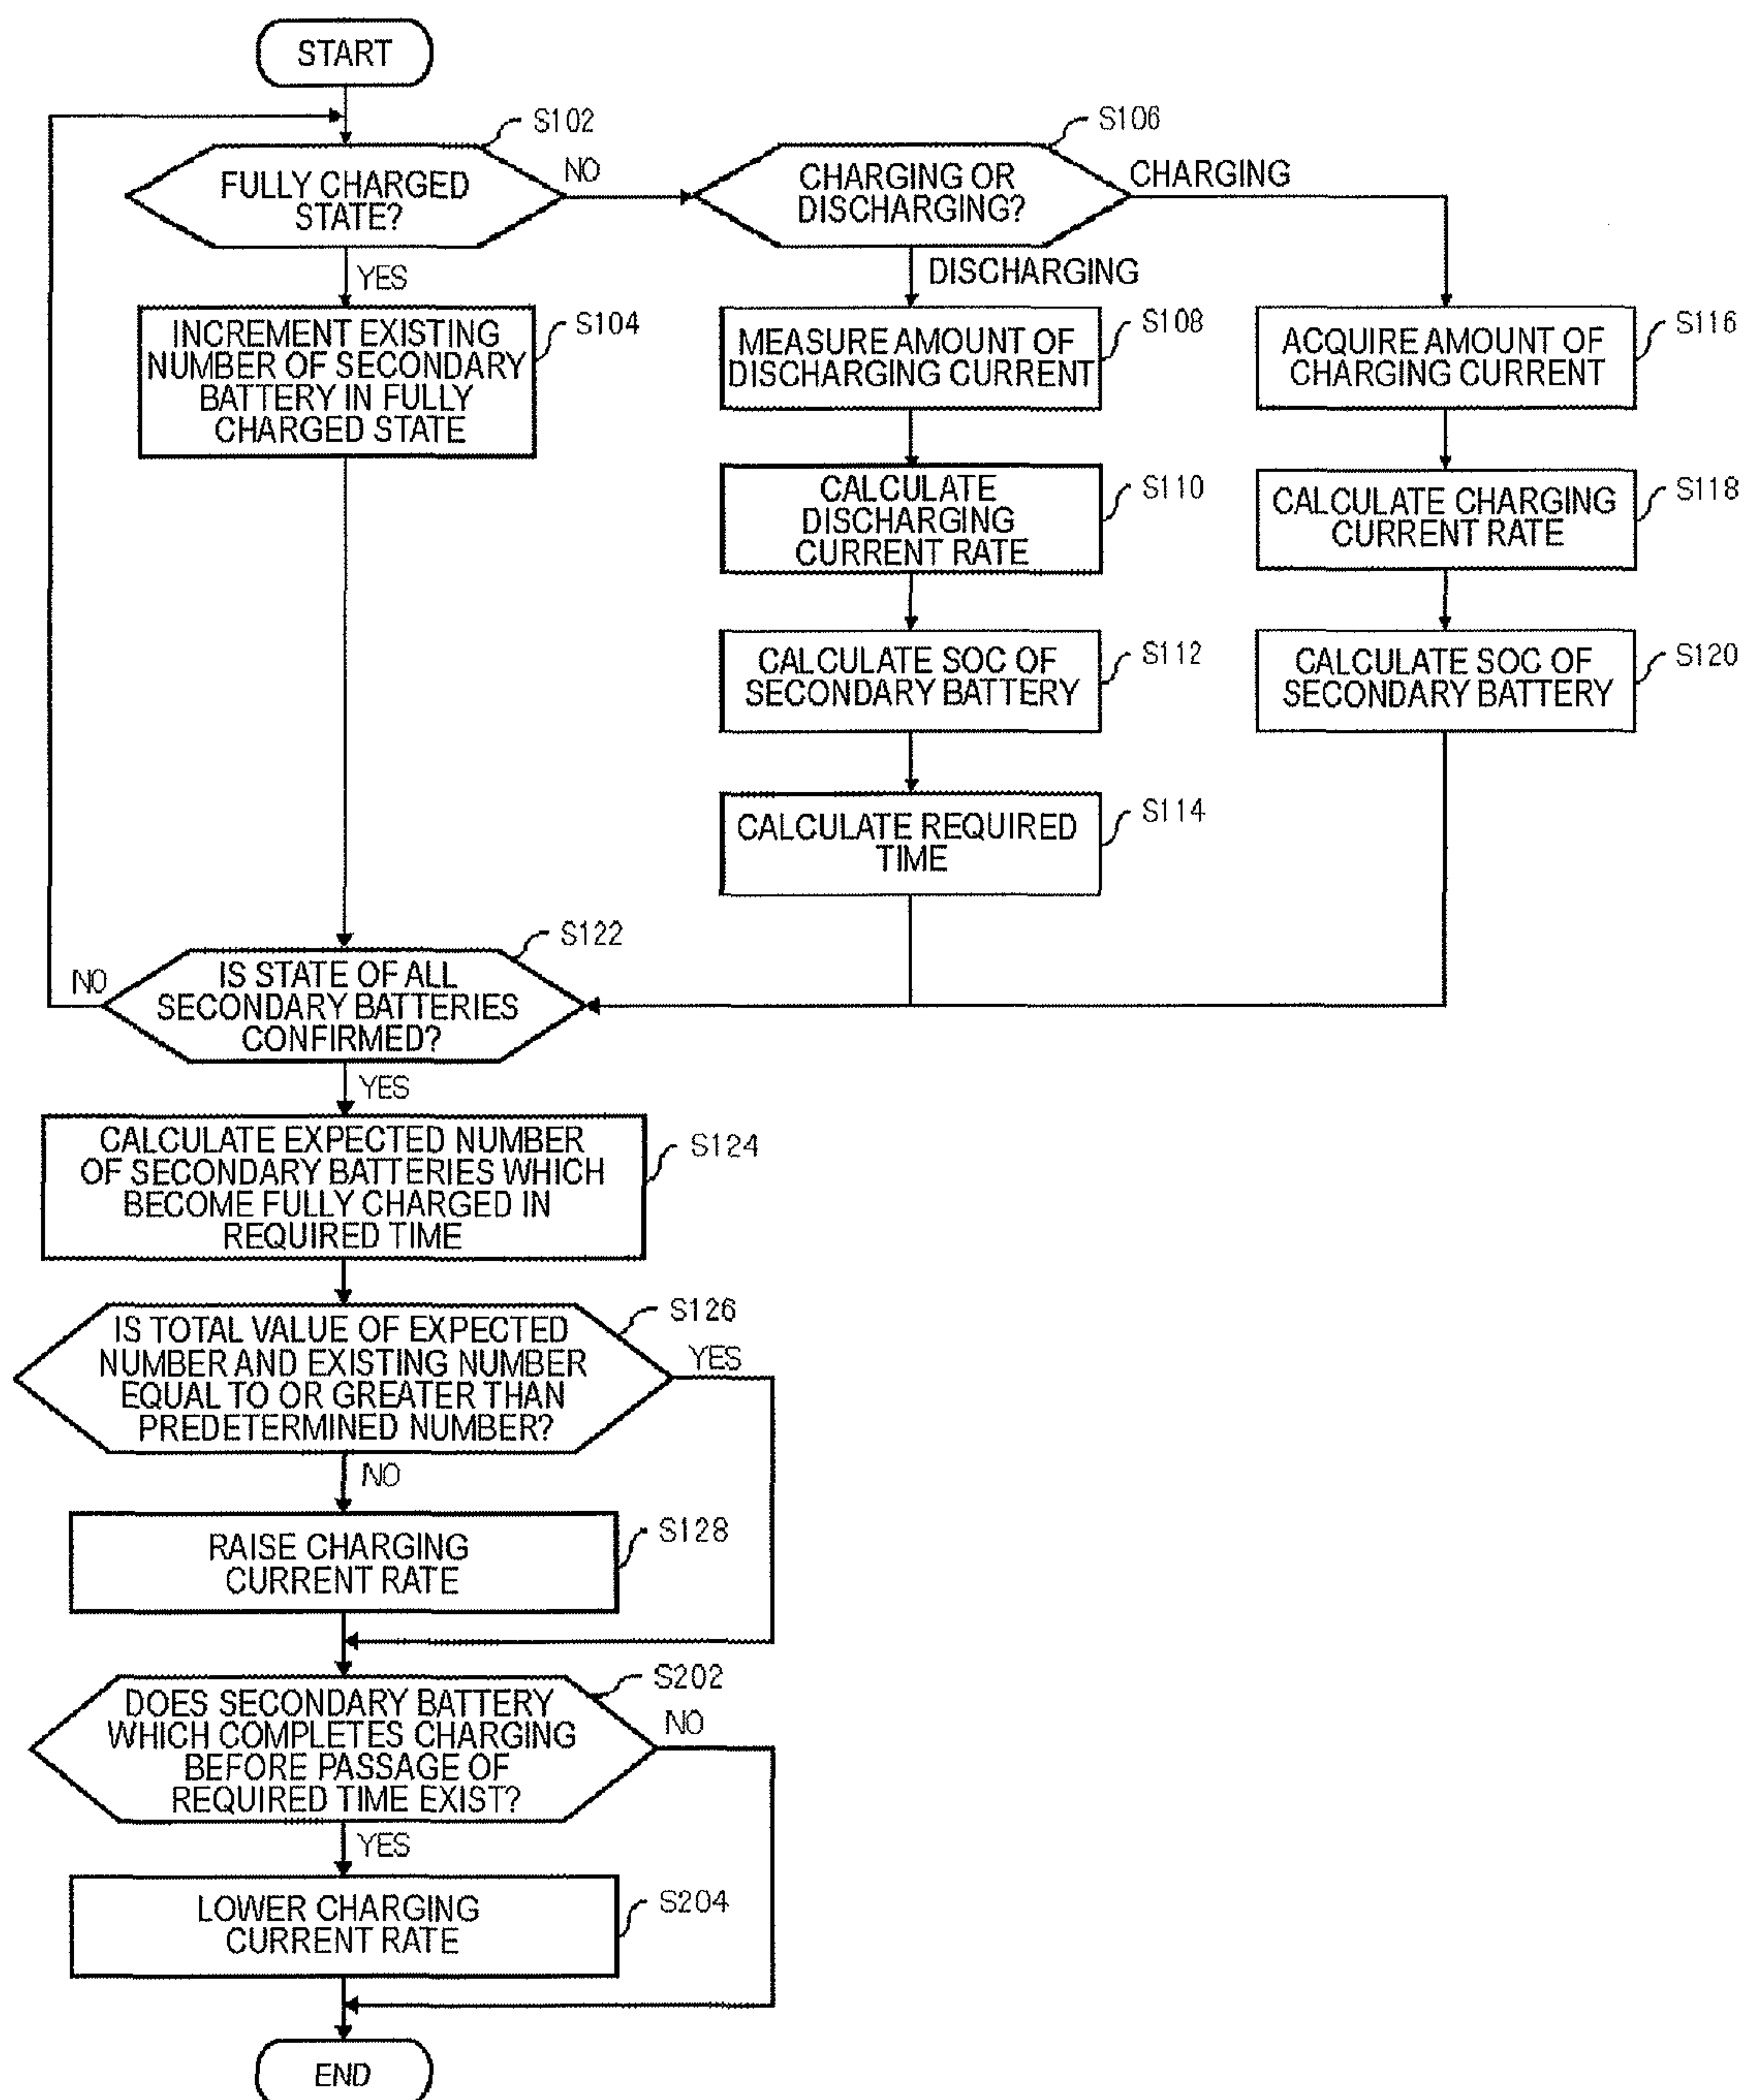 START
S102
FULLY CHARGED
STATE?
NO
YES
S106
CHARGING OR
DISCHARGING?
CHARGING
DISCHARGING
INCREMENT EXISTING
NUMBER OF SECONDARY
BATTERY IN FULLY
CHARGED STATE
S104
MEASURE AMOUNT OF
DISCHARGING CURRENT
S108
ACQUIRE AMOUNT OF
CHARGING CURRENT
S116
CALCULATE
DISCHARGING
CURRENT RATE
S110
CALCULATE CHARGING
CURRENT RATE
S118
CALCULATE SOC OF
SECONDARY BATTERY
S112
CALCULATE SOC OF
SECONDARY BATTERY
S120
CALCULATE REQUIRED
TIME
S114
S122
NO
IS STATE OF ALL
SECONDARY BATTERIES
CONFIRMED?
YES
CALCULATE EXPECTED NUMBER
OF SECONDARY BATTERIES WHICH
BECOME FULLY CHARGED IN
REQUIRED TIME
S124
S126
IS TOTAL VALUE OF EXPECTED
NUMBER AND EXISTING NUMBER
EQUAL TO OR GREATER THAN
PREDETERMINED NUMBER?
YES
NO
RAISE CHARGING
CURRENT RATE
S128
S202
DOES SECONDARY BATTERY
WHICH COMPLETES CHARGING
BEFORE PASSAGE OF
REQUIRED TIME EXIST?
NO
YES
LOWER CHARGING
CURRENT RATE
S204
END